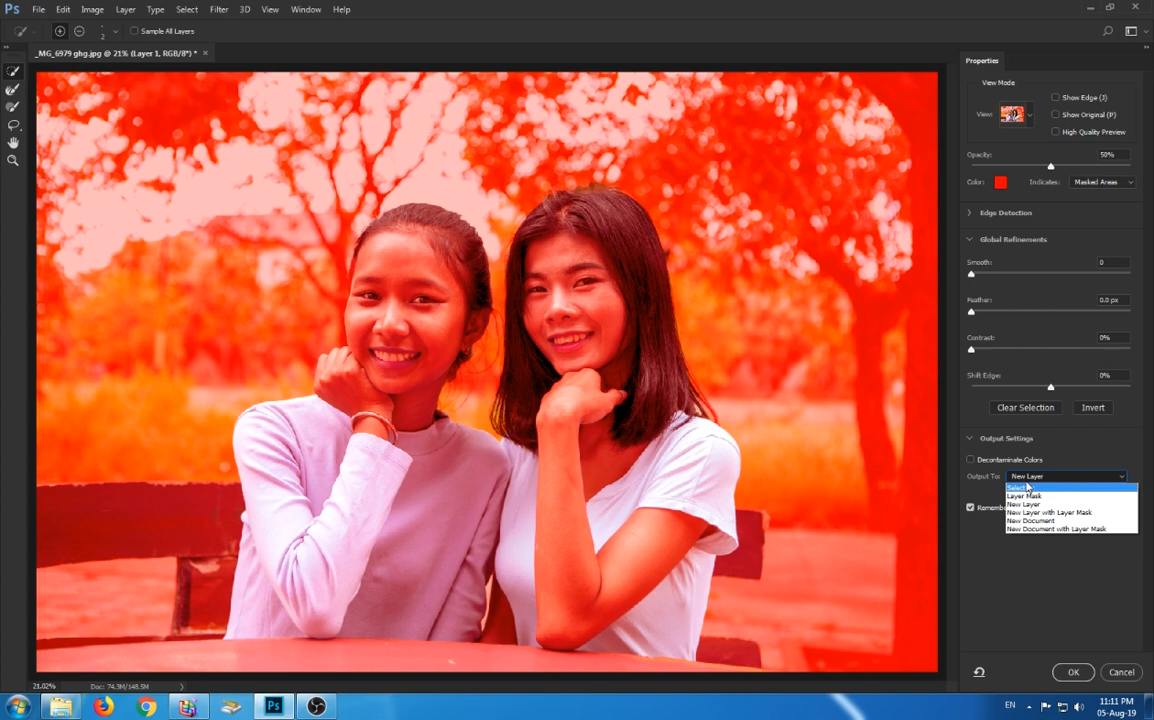 Ps File Edit Image Layer Type Select Filter 3D View Window Help
2 Sample All Layers
_MG_6979 ghg.jpg @ 21% (Layer 1, RGB/8*) * ×
Properties
View Mode
View:
Show Edge (J)
Show Original (P)
High Quality Preview
Opacity: 50%
Color: Indicates: Masked Areas
Edge Detection
Global Refinements
Smooth: 0
Feather: 0.0 px
Contrast: 0%
Shift Edge: 0%
Clear Selection Invert
Output Settings
Decontaminate Colors
Output To: New Layer
Layer Mask
New Layer
New Layer with Layer Mask
New Document
New Document with Layer Mask
OK Cancel
21.02% Doc: 74.3M/148.5M
Ps EN 11:11 PM
05-Aug-19